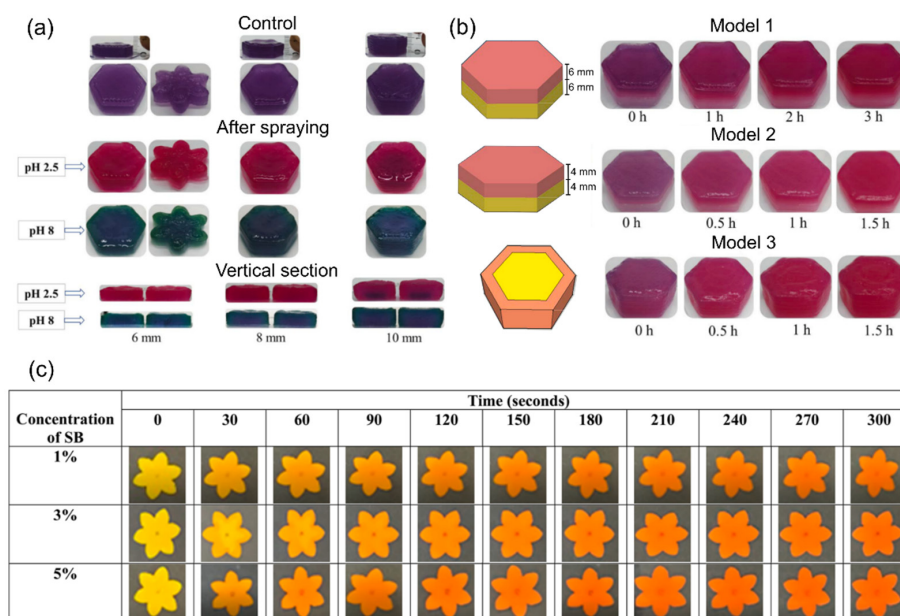 (a)
Control
After spraying
pH 2.5
pH 8
Vertical section
pH 2.5
pH 8
6 mm
8 mm
10 mm
(b)
Model 1
6 mm
6 mm
0 h
1 h
2 h
3 h
Model 2
4 mm
4 mm
0 h
0.5 h
1 h
1.5 h
Model 3
0 h
0.5 h
1 h
1.5 h
(c)
Concentration of SB
Time (seconds)
0 30 60 90 120 150 180 210 240 270 300
1%
3%
5%